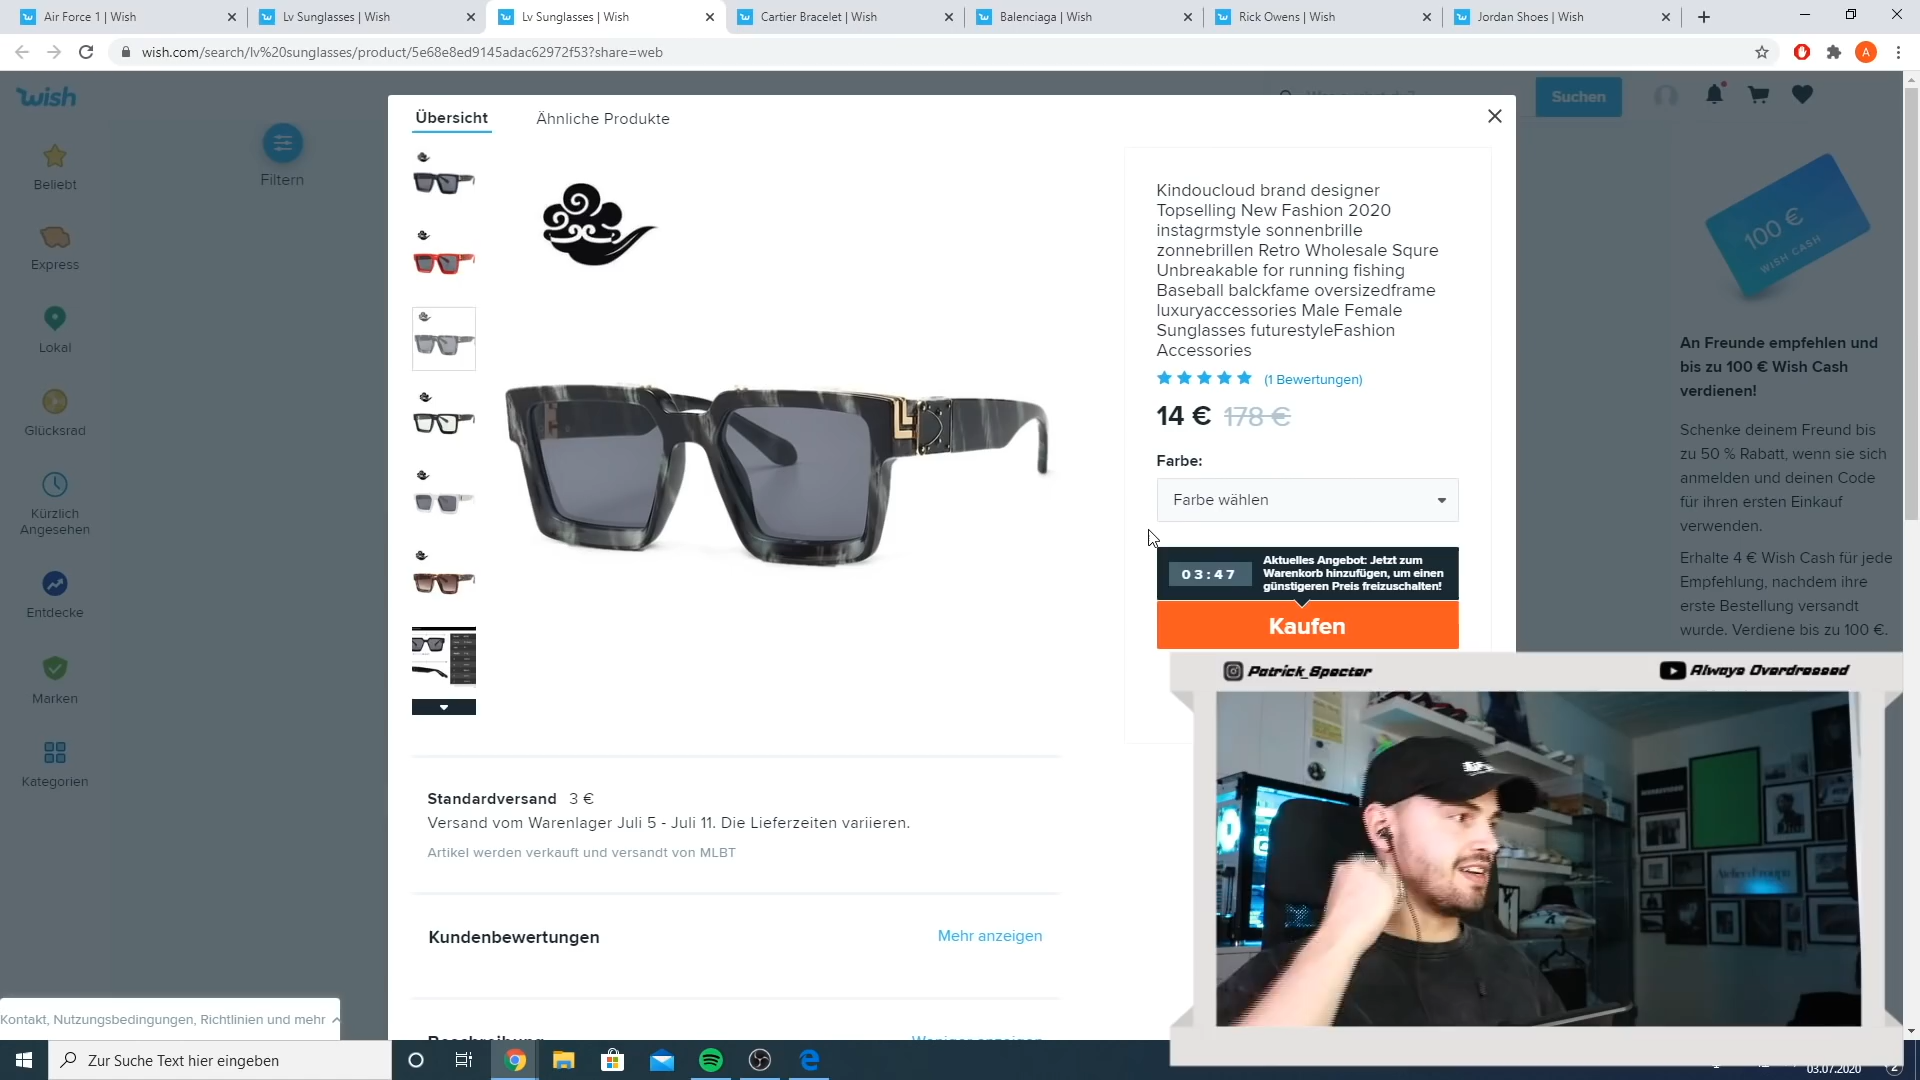 Air Force 1 | Wish
Lv Sunglasses | Wish
Lv Sunglasses | Wish
Cartier Bracelet | Wish
Balenciaga | Wish
Rick Owens | Wish
Jordan Shoes | Wish
wish.com/search/lv%20sunglasses/product/5e68e8ed9145adac62972f53?share=web
A
wish
Suchen
Beliebt
Express
Lokal
Glücksrad
Kürzlich
Angesehen
Entdecke
Marken
Kategorien
Filtern
Übersicht
Ähnliche Produkte
Kindoucloud brand designer
Topselling New Fashion 2020
instagrmstyle sonnenbrille
zonnebrillen Retro Wholesale Squre
Unbreakable for running fishing
Baseball balckfame oversizedframe
luxuryaccessories Male Female
Sunglasses futurestyleFashion
Accessories
(1 Bewertungen)
14 € 178 €
Farbe:
Farbe wählen
03:47
Aktuelles Angebot: Jetzt zum
Warenkorb hinzufügen, um einen
günstigeren Preis freizuschalten!
Kaufen
100 €
WISH CASH
An Freunde empfehlen und
bis zu 100 € Wish Cash
verdienen!
Schenke deinem Freund bis
zu 50 % Rabatt, wenn sie sich
anmelden und deinen Code
für ihren ersten Einkauf
verwenden.
Erhalte 4 € Wish Cash für jede
Empfehlung, nachdem ihre
erste Bestellung versandt
wurde. Verdiene bis zu 100 €.
Patrick_Specter
Always Overdressed
Standardversand 3 €
Versand vom Warenlager Juli 5 - Juli 11. Die Lieferzeiten variieren.
Artikel werden verkauft und versandt von MLBT
Kundenbewertungen
Mehr anzeigen
Beschreibung
Weniger anzeigen
Kontakt, Nutzungsbedingungen, Richtlinien und mehr
Zur Suche Text hier eingeben
03.07.2020
2